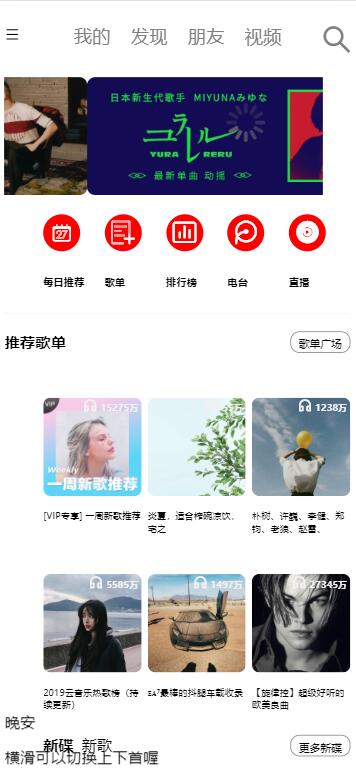 我的 发现 朋友 视频
日本新生代歌手 MIYUNAみゆな
ユラレル
YURA RERU
最新单曲 动摇
27
每日推荐 歌单 排行榜 电台 直播
推荐歌单 歌单广场
VIP 15275万
1238万
Weekly
一周新歌推荐
[VIP专享] 一周新歌推荐
炎夏，适合榨碗凉饮，
宅之
朴树、许巍、李健、郑
钧、老狼、赵雷、
5585万 1497万 27345万
2019云音乐热歌榜（持
续更新）
最棒的抖腿车载收录
【旋律控】超级好听的
欧美良曲
晚安
新碟 新歌 更多新碟
横滑可以切换上下首喔